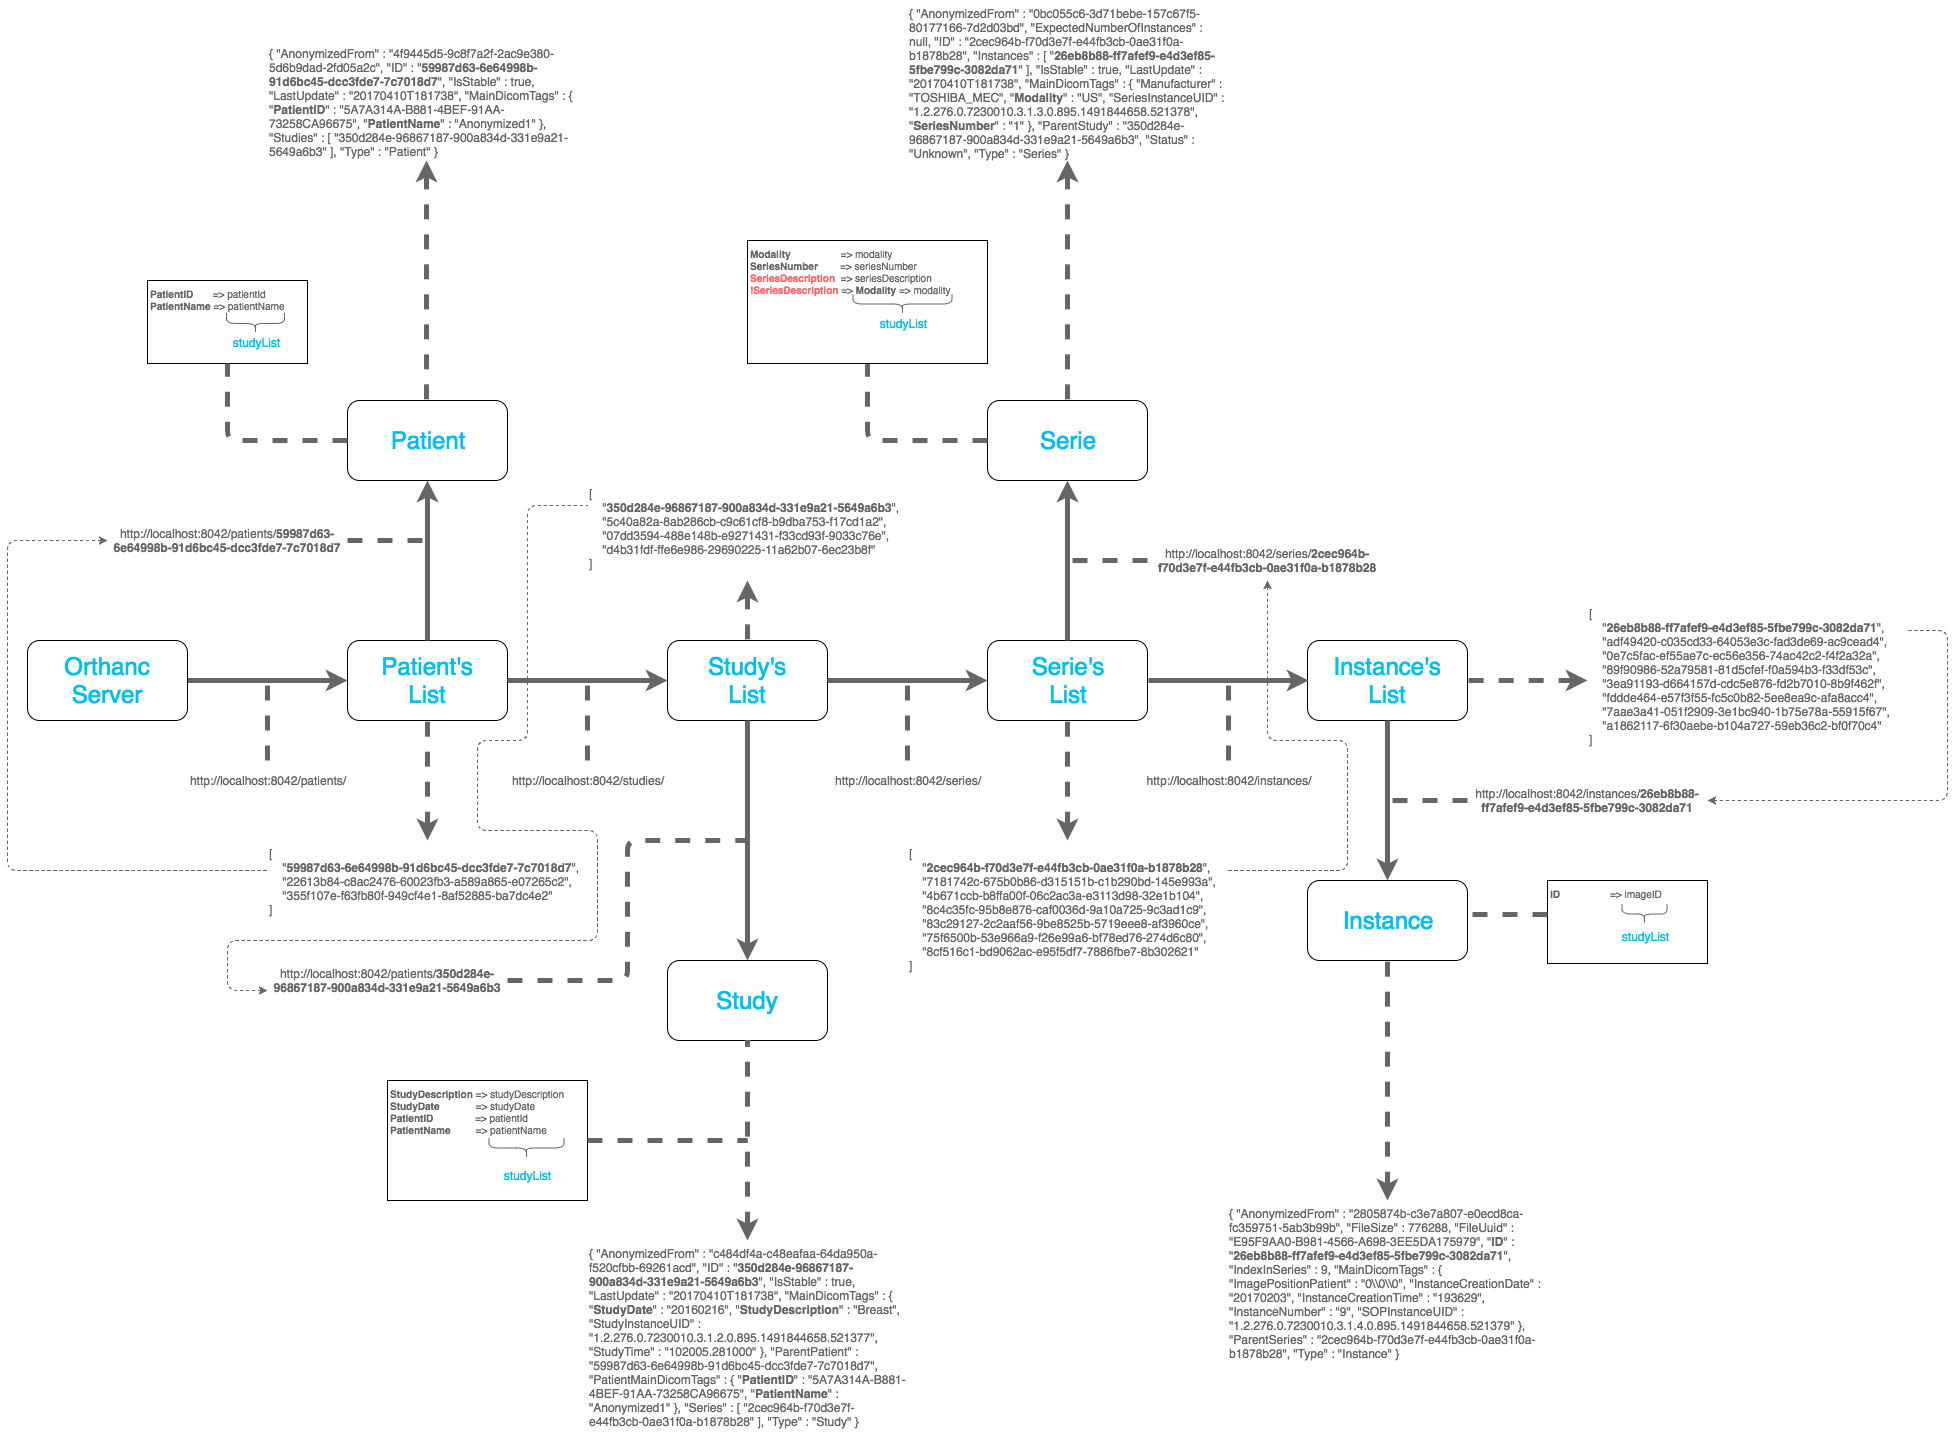 { "AnonymizedFrom" : "4f9445d5-9c8f7a2f-2ac9e380-
5d6b9dad-2fd05a2c", "ID" : "59987d63-6e64998b-
91d6bc45-dcc3fde7-7c7018d7", "IsStable" : true,
"LastUpdate" : "20170410T181738", "MainDicomTags" : {
"PatientID" : "5A7A314A-B881-4BEF-91AA-
73258CA96675", "PatientName" : "Anonymized1" },
"Studies" : [ "350d284e-96867187-900a834d-331e9a21-
5649a6b3" ], "Type" : "Patient" }
{ "AnonymizedFrom" : "0bc055c6-3d71bebe-157c67f5-
80177166-7d2d03bd", "ExpectedNumberOfInstances" :
null, "ID" : "2cec964b-f70d3e7f-e44fb3cb-0ae31f0a-
b1878b28", "Instances" : [ "26eb8b88-ff7afef9-e4d3ef85-
5fbe799c-3082da71" ], "IsStable" : true, "LastUpdate" :
"20170410T181738", "MainDicomTags" : { "Manufacturer" :
"TOSHIBA_MEC", "Modality" : "US", "SeriesInstanceUID" :
"1.2.276.0.7230010.3.1.3.0.895.1491844658.521378",
"SeriesNumber" : "1" }, "ParentStudy" : "350d284e-
96867187-900a834d-331e9a21-5649a6b3", "Status" :
"Unknown", "Type" : "Series" }
PatientID => patientId
PatientName => patientName
studyList
Modality => modality
SeriesNumber => seriesNumber
SeriesDescription => seriesDescription
!SeriesDescription => Modality => modality
studyList
Patient
Serie
http://localhost:8042/patients/59987d63-
6e64998b-91d6bc45-dcc3fde7-7c7018d7
[
"350d284e-96867187-900a834d-331e9a21-5649a6b3",
"5c40a82a-8ab286cb-c9c61cf8-b9dba753-f17cd1a2",
"07dd3594-488e148b-e9271431-f33cd93f-9033c76e",
"d4b31fdf-ffe6e986-29690225-11a62b07-6ec23b8f"
]
http://localhost:8042/series/2cec964b-
f70d3e7f-e44fb3cb-0ae31f0a-b1878b28
Orthanc
Server
Patient's
List
Study's
List
Serie's
List
Instance's
List
[
"26eb8b88-ff7afef9-e4d3ef85-5fbe799c-3082da71",
"adf49420-c035cd33-64053e3c-fad3de69-ac9cead4",
"0e7c5fac-ef55ae7c-ec56e356-74ac42c2-f4f2a32a",
"89f90986-52a79581-81d5cfef-f0a594b3-f33df53c",
"3ea91193-d664157d-cdc5e876-fd2b7010-8b9f462f",
"fddde464-e57f3f55-fc5c0b82-5ee8ea9c-afa8acc4",
"7aae3a41-051f2909-3e1bc940-1b75e78a-55915f67",
"a1862117-6f30aebe-b104a727-59eb36c2-bf0f70c4"
]
http://localhost:8042/patients/
http://localhost:8042/studies/
http://localhost:8042/series/
http://localhost:8042/instances/
http://localhost:8042/instances/26eb8b88-
ff7afef9-e4d3ef85-5fbe799c-3082da71
[
"59987d63-6e64998b-91d6bc45-dcc3fde7-7c7018d7",
"22613b84-c8ac2476-60023fb3-a589a865-e07265c2",
"355f107e-f63fb80f-949cf4e1-8af52885-ba7dc4e2"
]
[
"2cec964b-f70d3e7f-e44fb3cb-0ae31f0a-b1878b28",
"7181742c-675b0b86-d315151b-c1b290bd-145e993a",
"4b671ccb-b8ffa00f-06c2ac3a-e3113d98-32e1b104",
"8c4c35fc-95b8e876-caf0036d-9a10a725-9c3ad1c9",
"83c29127-2c2aaf56-9be8525b-5719eee8-af3960ce",
"75f6500b-53e966a9-f26e99a6-bf78ed76-274d6c80",
"8cf516c1-bd9062ac-e95f5df7-7886fbe7-8b302621"
]
Instance
ID => imageID
studyList
http://localhost:8042/patients/350d284e-
96867187-900a834d-331e9a21-5649a6b3
Study
StudyDescription => studyDescription
StudyDate => studyDate
PatientID => patientId
PatientName => patientName
studyList
{ "AnonymizedFrom" : "2805874b-c3e7a807-e0ecd8ca-
fc359751-5ab3b99b", "FileSize" : 776288, "FileUuid" :
"E95F9AA0-B981-4566-A698-3EE5DA175979", "ID" :
"26eb8b88-ff7afef9-e4d3ef85-5fbe799c-3082da71",
"IndexInSeries" : 9, "MainDicomTags" : {
"ImagePositionPatient" : "0\\0\\0", "InstanceCreationDate" :
"20170203", "InstanceCreationTime" : "193629",
"InstanceNumber" : "9", "SOPInstanceUID" :
"1.2.276.0.7230010.3.1.4.0.895.1491844658.521379" },
"ParentSeries" : "2cec964b-f70d3e7f-e44fb3cb-0ae31f0a-
b1878b28", "Type" : "Instance" }
{ "AnonymizedFrom" : "c484df4a-c48eafaa-64da950a-
f520cfbb-69261acd", "ID" : "350d284e-96867187-
900a834d-331e9a21-5649a6b3", "IsStable" : true,
"LastUpdate" : "20170410T181738", "MainDicomTags" : {
"StudyDate" : "20160216", "StudyDescription" : "Breast",
"StudyInstanceUID" :
"1.2.276.0.7230010.3.1.2.0.895.1491844658.521377",
"StudyTime" : "102005.281000" }, "ParentPatient" :
"59987d63-6e64998b-91d6bc45-dcc3fde7-7c7018d7",
"PatientMainDicomTags" : { "PatientID" : "5A7A314A-B881-
4BEF-91AA-73258CA96675", "PatientName" :
"Anonymized1" }, "Series" : [ "2cec964b-f70d3e7f-
e44fb3cb-0ae31f0a-b1878b28" ], "Type" : "Study" }